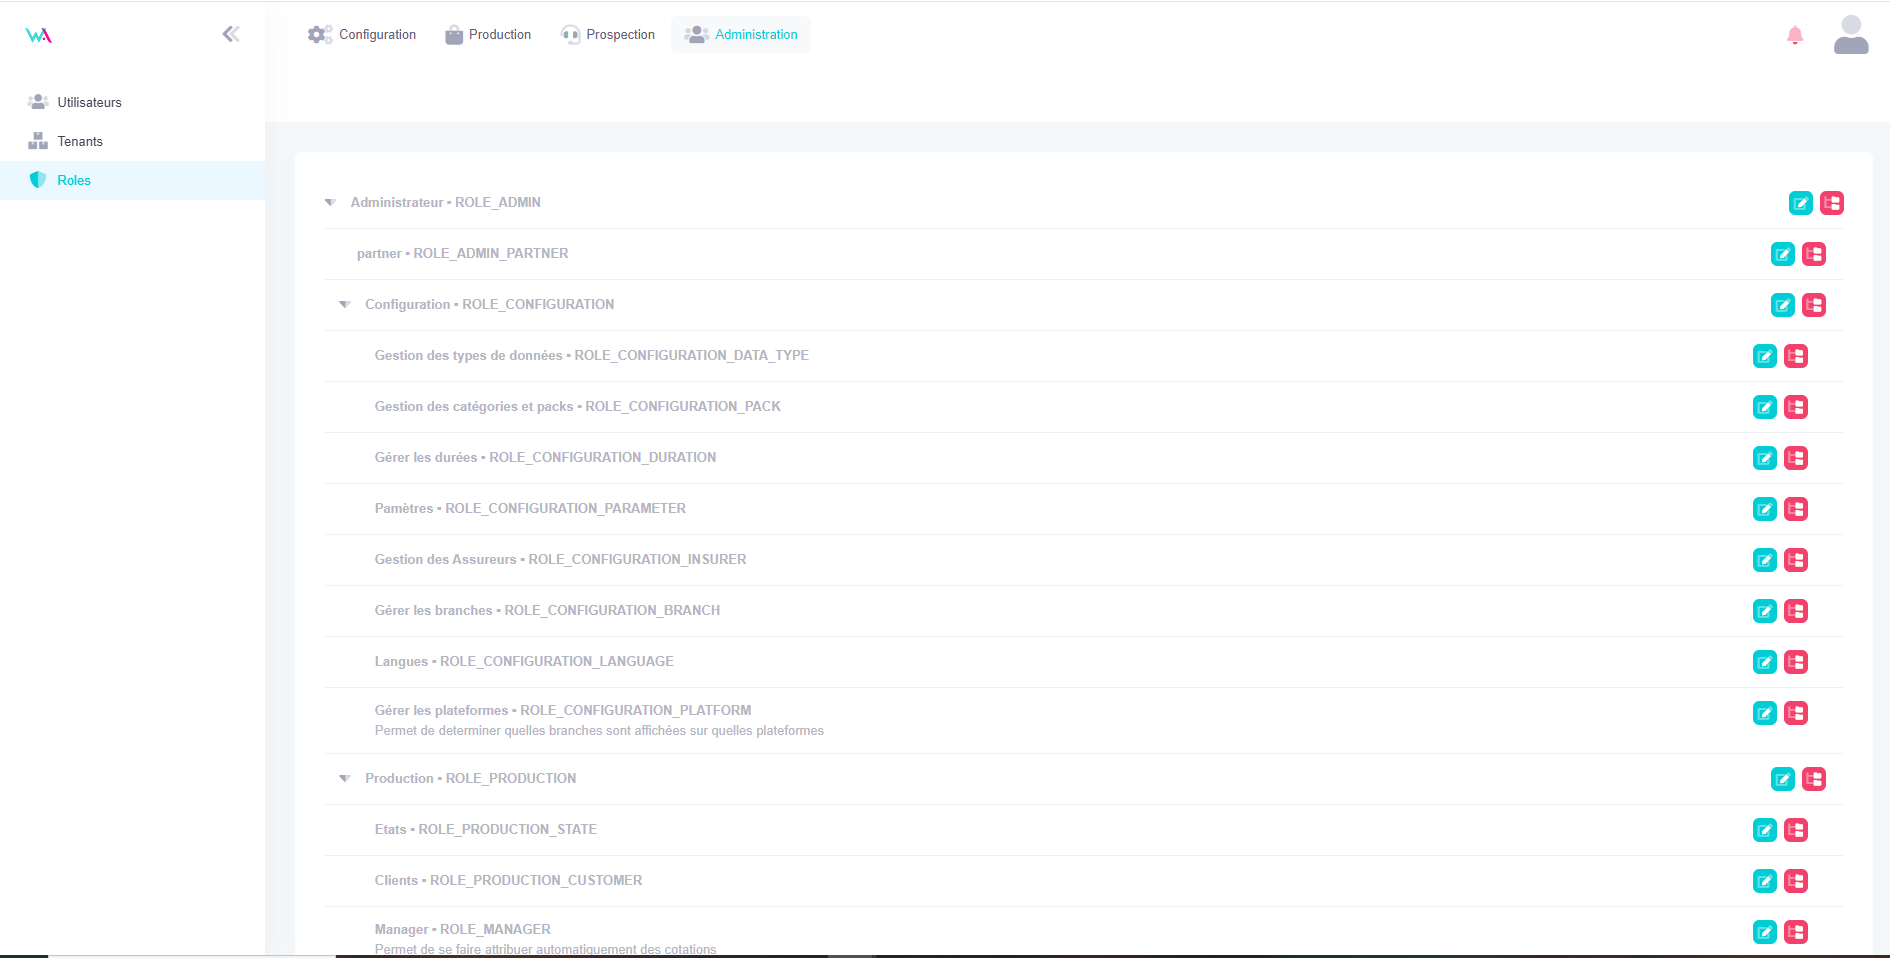 WA
Configuration
Production
Prospection
Administration
Utilisateurs
Tenants
Roles
Administrateur • ROLE_ADMIN
partner • ROLE_ADMIN_PARTNER
Configuration • ROLE_CONFIGURATION
Gestion des types de données • ROLE_CONFIGURATION_DATA_TYPE
Gestion des catégories et packs • ROLE_CONFIGURATION_PACK
Gérer les durées • ROLE_CONFIGURATION_DURATION
Pamètres • ROLE_CONFIGURATION_PARAMETER
Gestion des Assureurs • ROLE_CONFIGURATION_INSURER
Gérer les branches • ROLE_CONFIGURATION_BRANCH
Langues • ROLE_CONFIGURATION_LANGUAGE
Gérer les plateformes • ROLE_CONFIGURATION_PLATFORM
Permet de determiner quelles branches sont affichées sur quelles plateformes
Production • ROLE_PRODUCTION
Etats • ROLE_PRODUCTION_STATE
Clients • ROLE_PRODUCTION_CUSTOMER
Manager • ROLE_MANAGER
Permet de se faire attribuer automatiquement des cotations